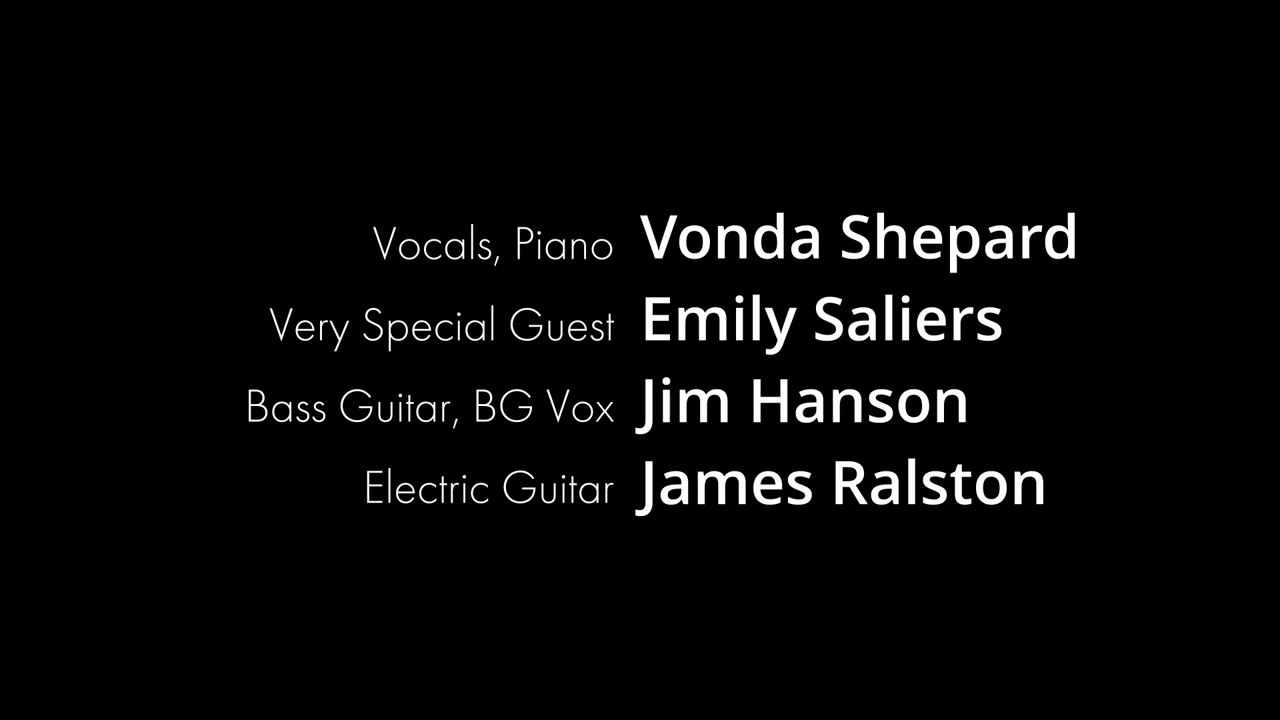 Vocals, Piano Vonda Shepard
Very Special Guest Emily Saliers
Bass Guitar, BG Vox Jim Hanson
Electric Guitar James Ralston